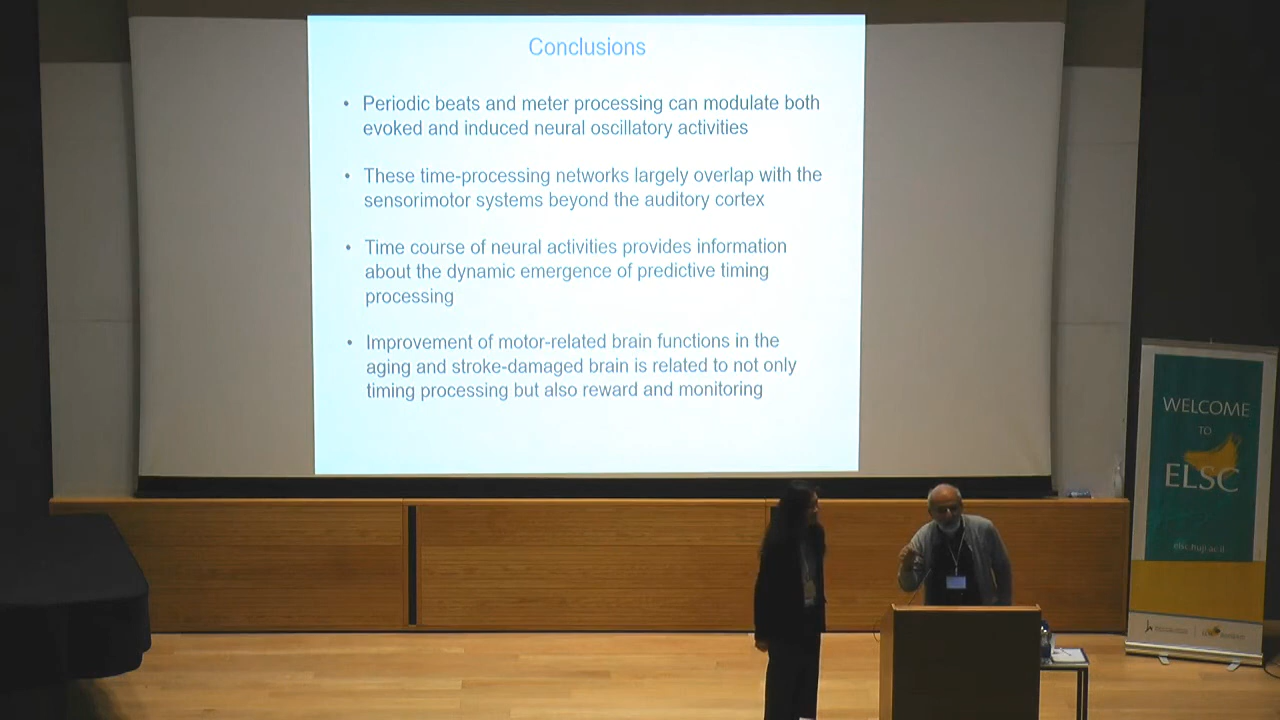 Conclusions
• Periodic beats and meter processing can modulate both
evoked and induced neural oscillatory activities
• These time-processing networks largely overlap with the
sensorimotor systems beyond the auditory cortex
• Time course of neural activities provides information
about the dynamic emergence of predictive timing
processing
• Improvement of motor-related brain functions in the
aging and stroke-damaged brain is related to not only
timing processing but also reward and monitoring
WELCOME
TO
ELSC